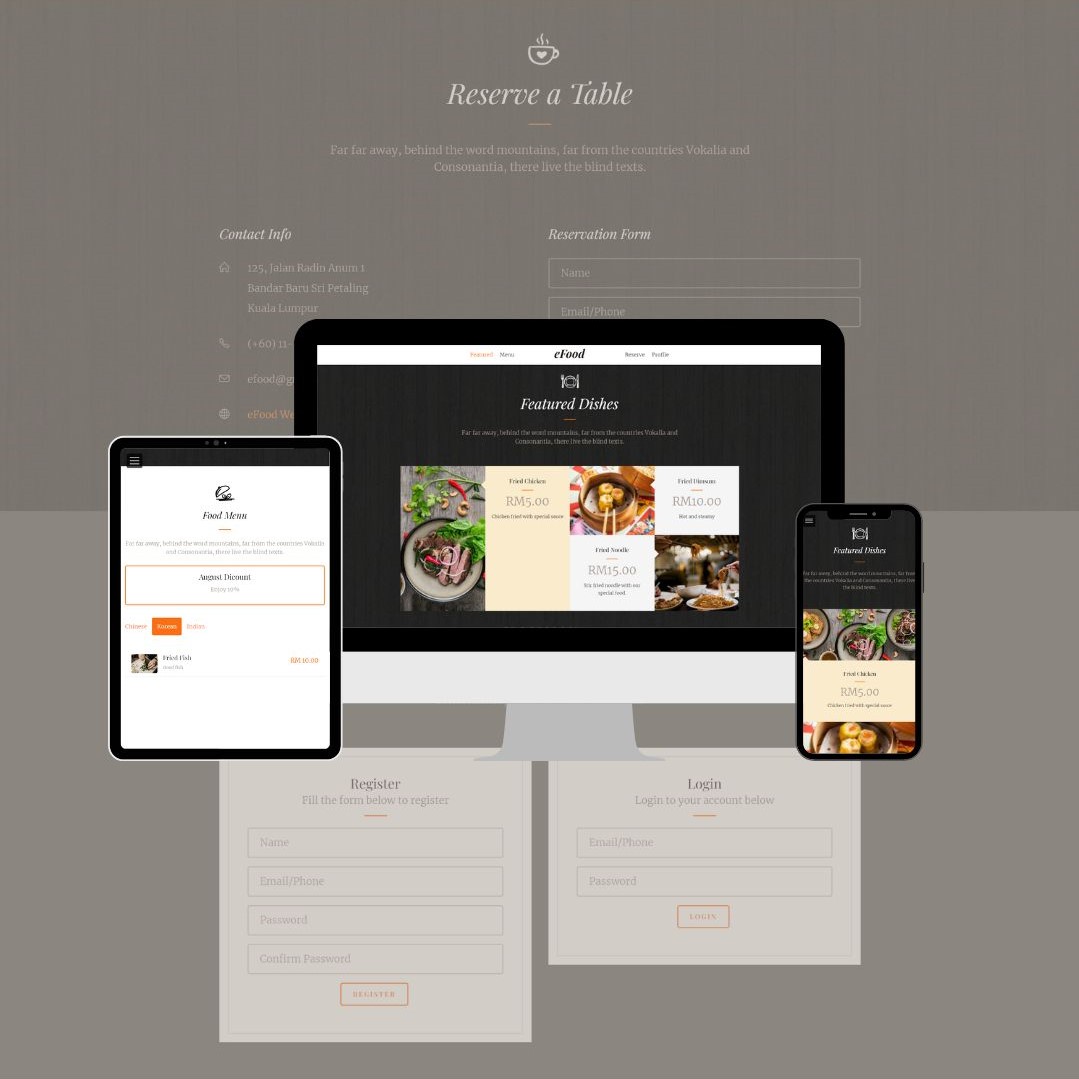 Reserve a Table
Far far away, behind the word mountains, far from the countries Vokalia and
Consonantia, there live the blind texts.
Contact Info
125, Jalan Radin Anum 1
Bandar Baru Sri Petaling
Kuala Lumpur
(+60) 11-
efood@g
eFood We
Reservation Form
Name
Email/Phone
Featured Menu eFood Reserve Profile
Featured Dishes
Far far away, behind the word mountains, far from the countries Vokalia and
Consonantia, there live the blind texts.
Fried Chicken
RM5.00
Chicken fried with special sauce
Fried Dimsum
RM10.00
Hot and steamy
Fried Noodle
RM15.00
Stir fried noodle with our
special food
Food Menu
Far far away, behind the word mountains, far from the countries Vokalia
and Consonantia, there live the blind texts.
August Dicount
Enjoy 10%
Chinese Korean Indian
Fried Fish
RM 10.00
Featured Dishes
far away, behind the word mountains, far from
the countries Vokalia and Consonantia, there live
the blind texts.
Fried Chicken
RM5.00
Chicken fried with special sauce
Register
Fill the form below to register
Name
Email/Phone
Password
Confirm Password
REGISTER
Login
Login to your account below
Email/Phone
Password
LOGIN